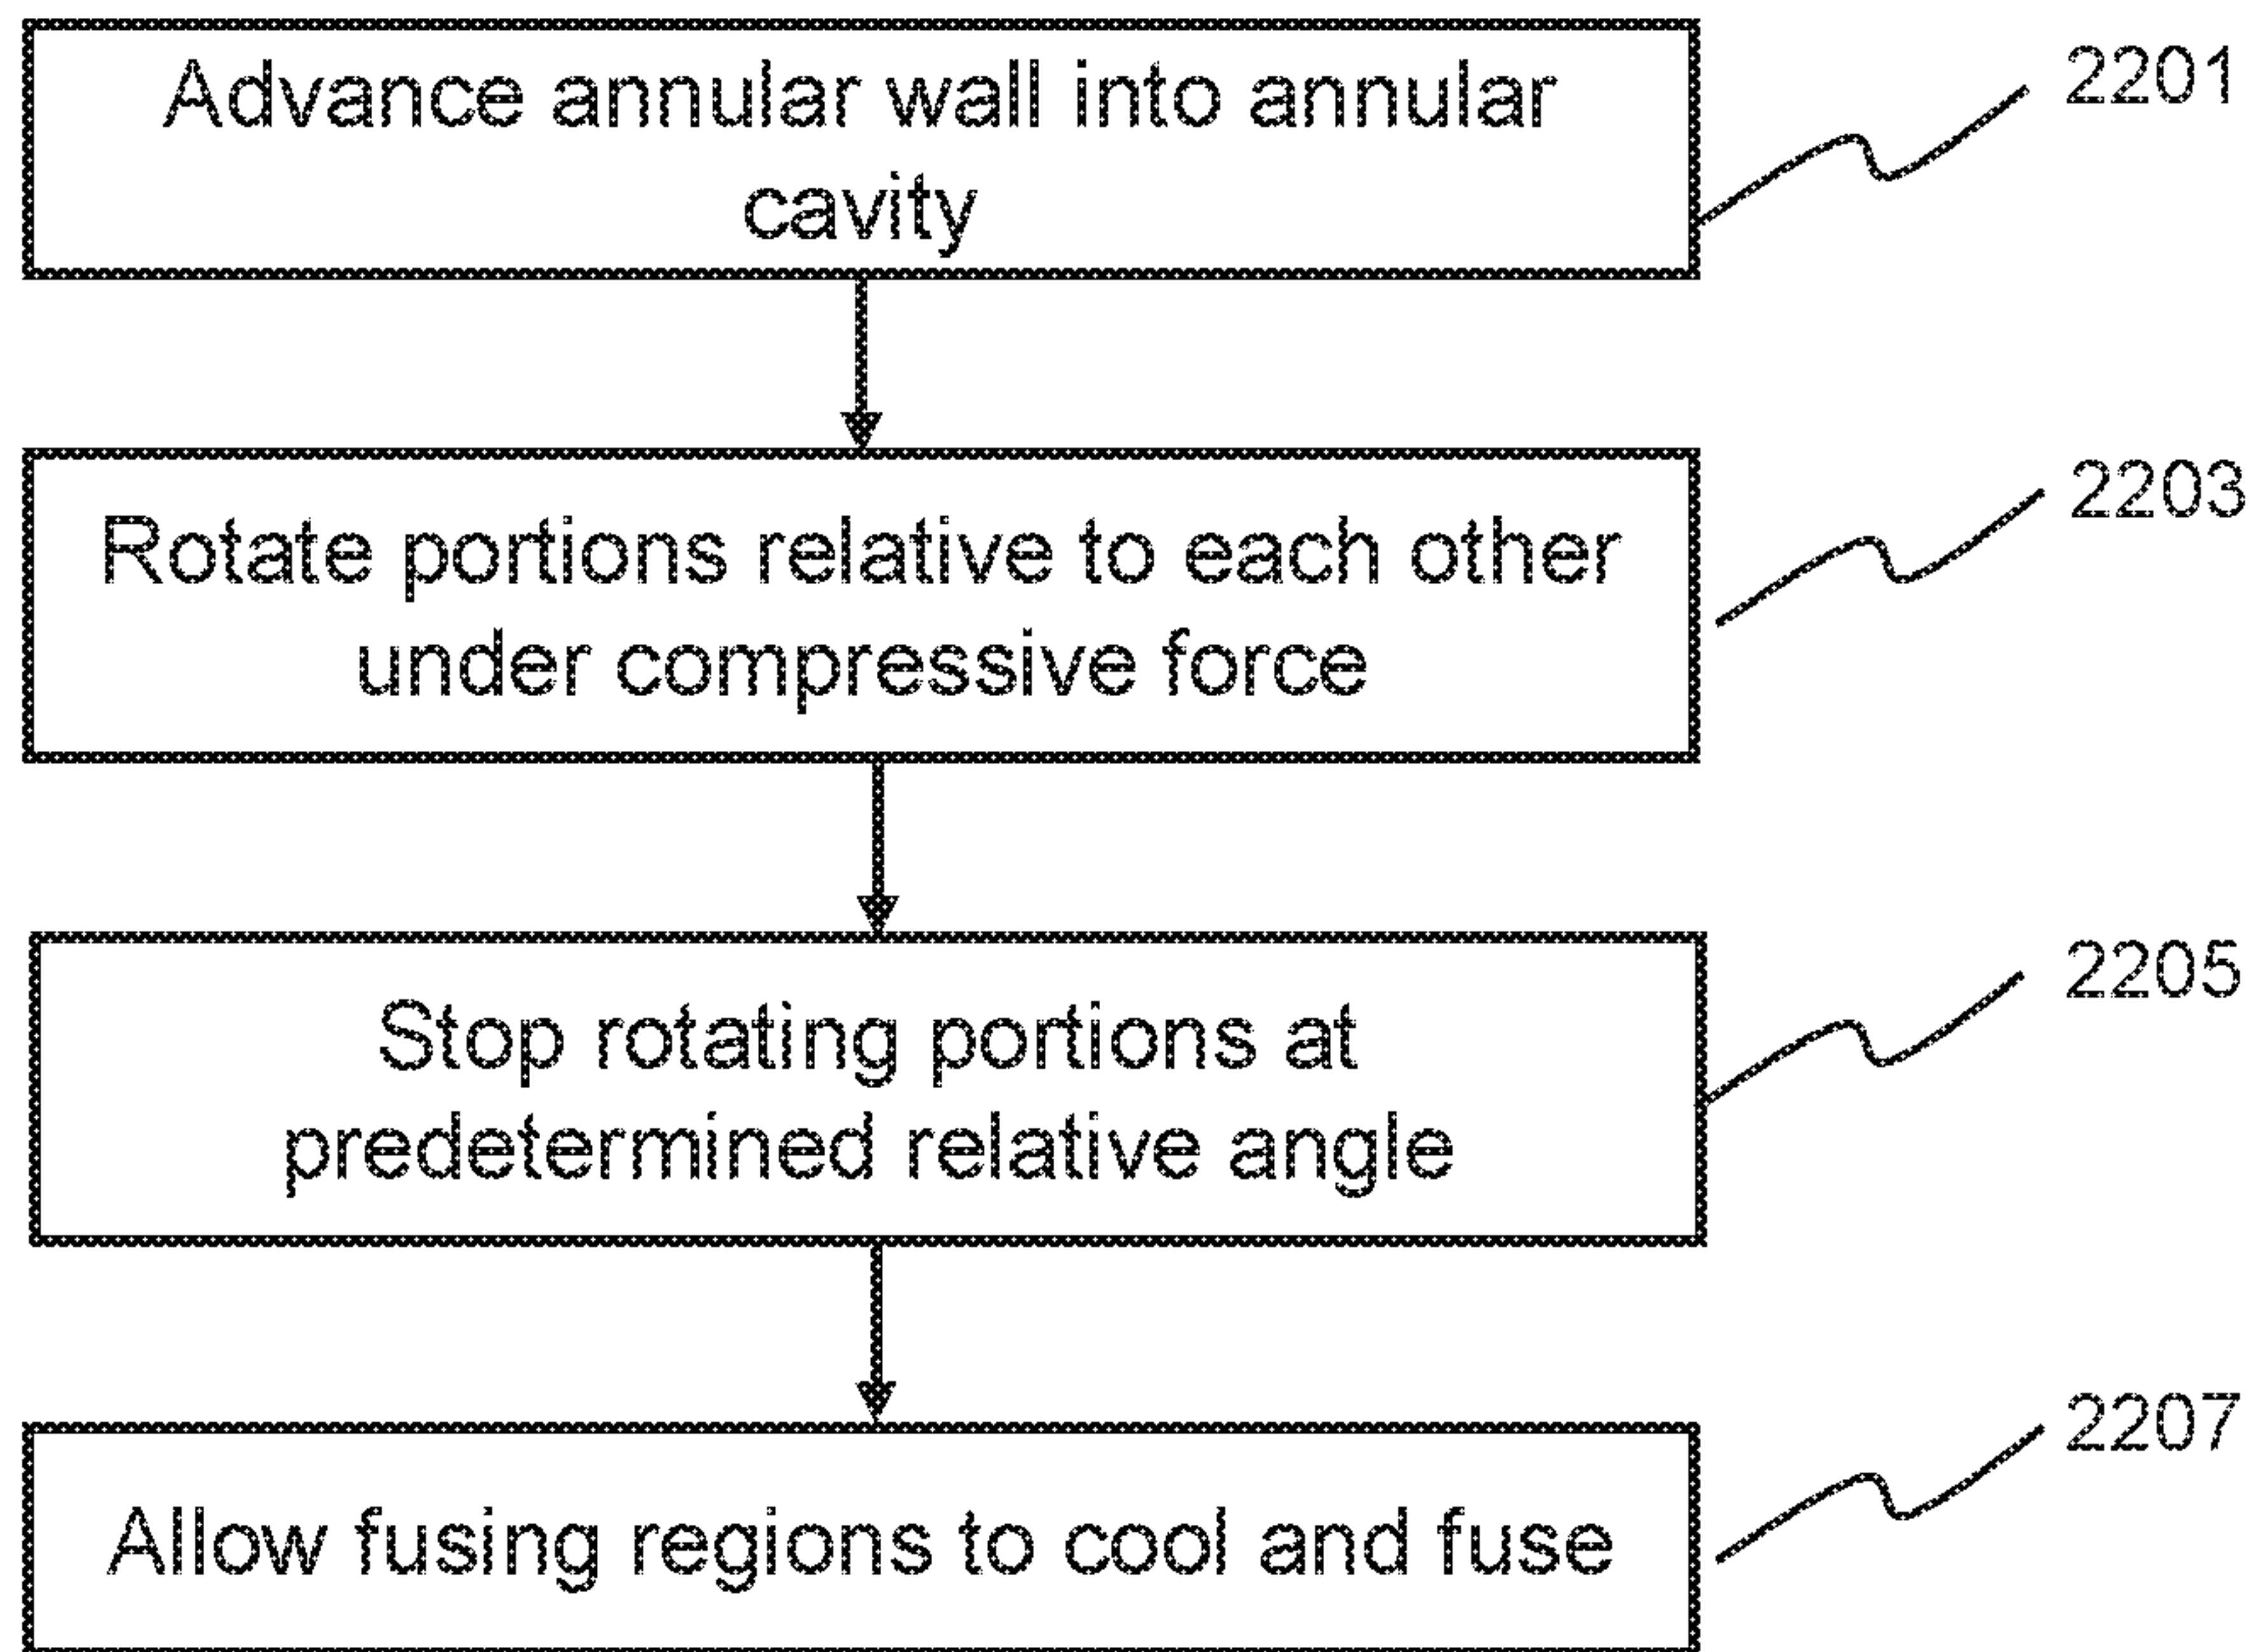 Advance annular wall into annular
cavity
2201
Rotate portions relative to each other
under compressive force
2203
Stop rotating portions at
predetermined relative angle
2205
Allow fusing regions to cool and fuse
2207